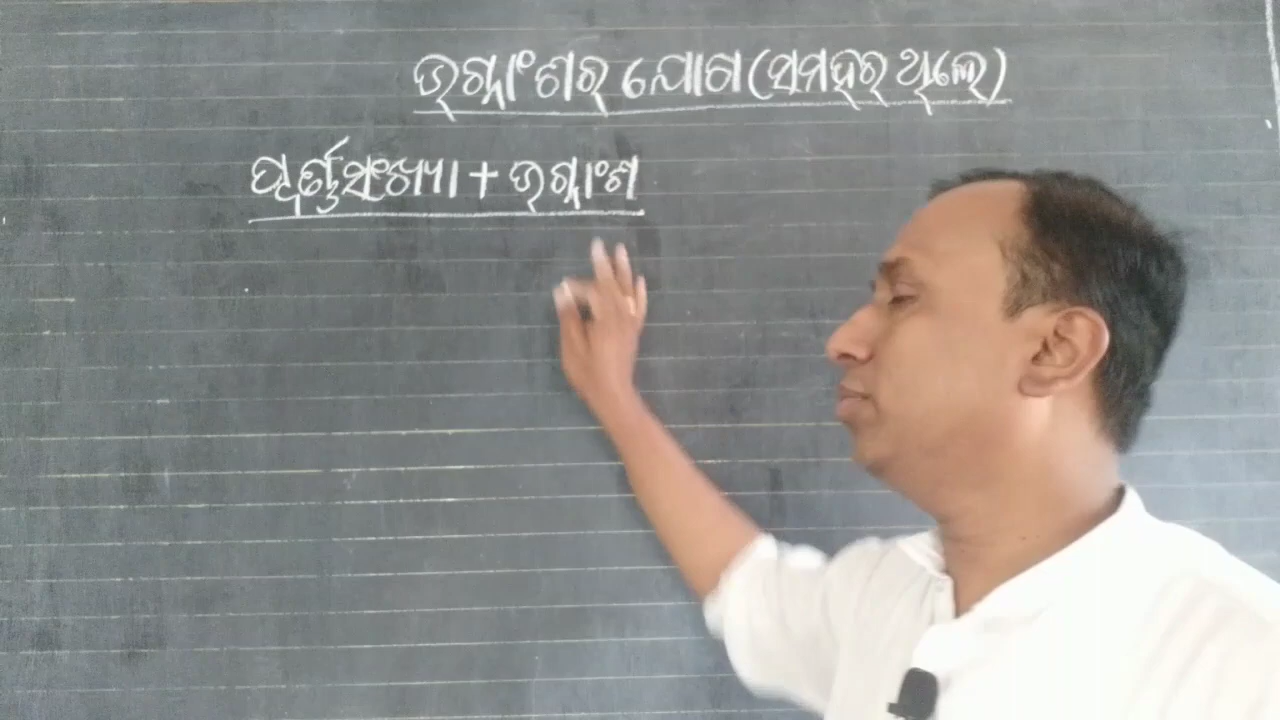 ଭଗ୍ନାଂଶର ଯୋଗ (ସମହର ଥିଲେ)
ପୂର୍ଣ୍ଣସଂଖ୍ୟା + ଭଗ୍ନାଂଶ